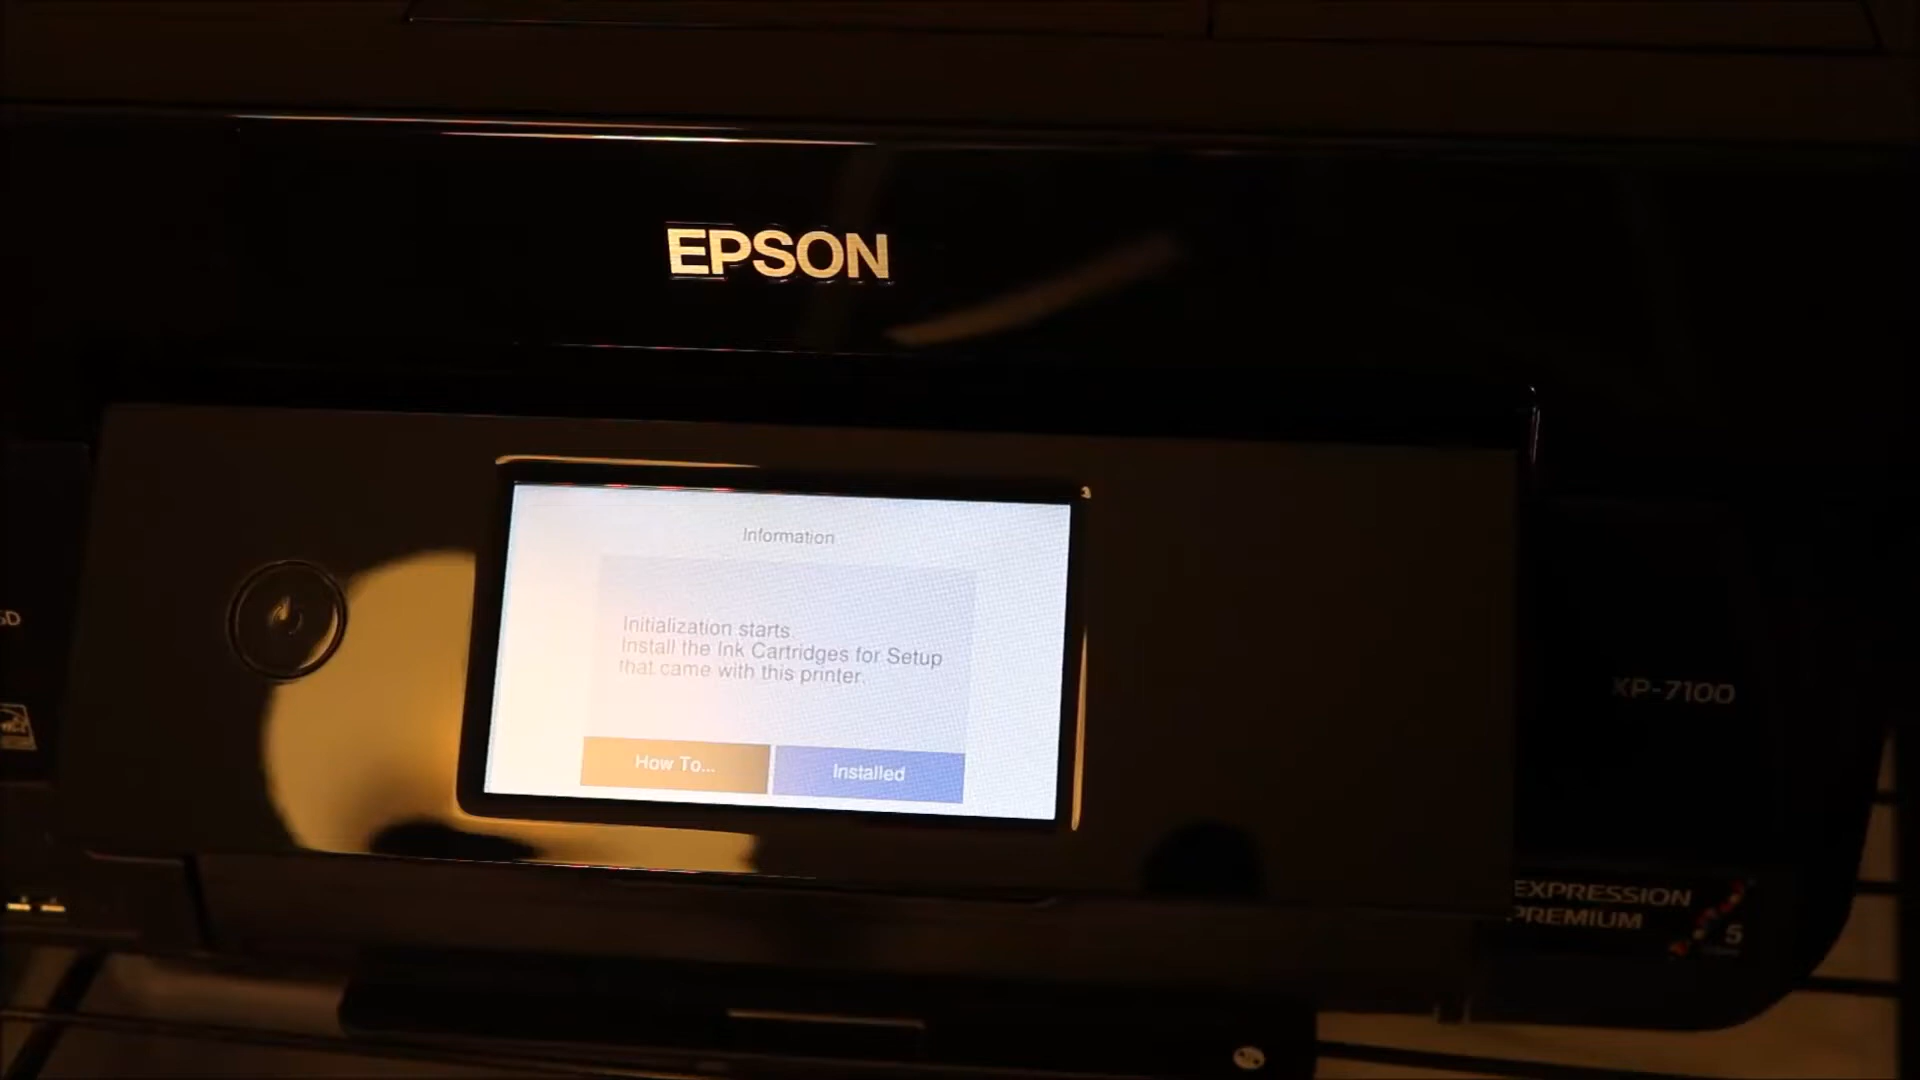 EPSON
Information
Initialization starts.
Install the Ink Cartridges for Setup
that came with this printer.
How To...
Installed
XP-7100
EXPRESSION
PREMIUM
5